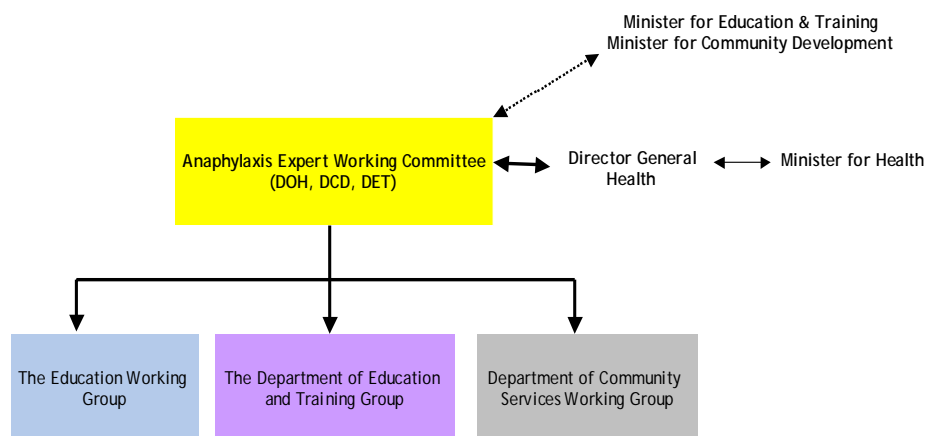 Minister for Education & Training
Minister for Community Development
Anaphylaxis Expert Working Committee
(DOH, DCD, DET)
Director General
Health
Minister for Health
The Education Working
Group
The Department of Education
and Training Group
Department of Community
Services Working Group